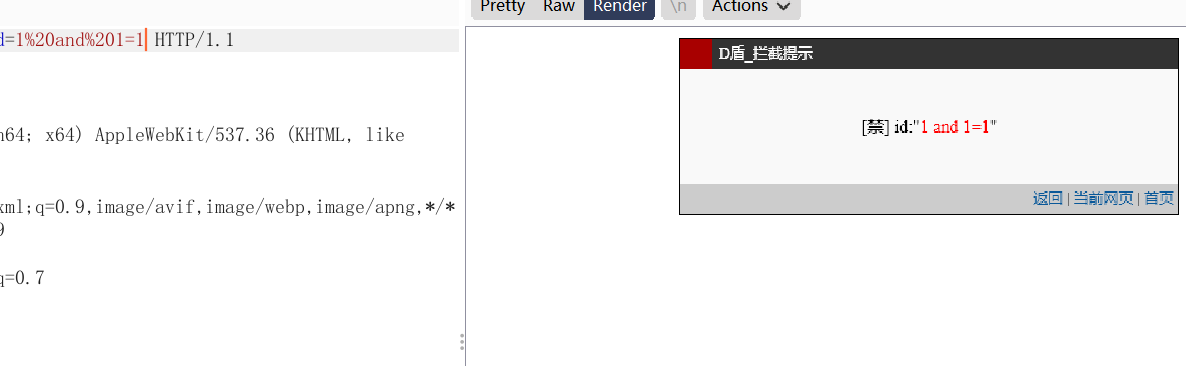 Pretty Raw Render \n Actions
d=1%20and%201=1 HTTP/1.1
n64; x64) AppleWebKit/537.36 (KHTML, like
xml;q=0.9,image/avif,image/webp,image/apng,*/*
9
q=0.7
D盾_拦截提示
[禁] id:"1 and 1=1"
返回 | 当前网页 | 首页